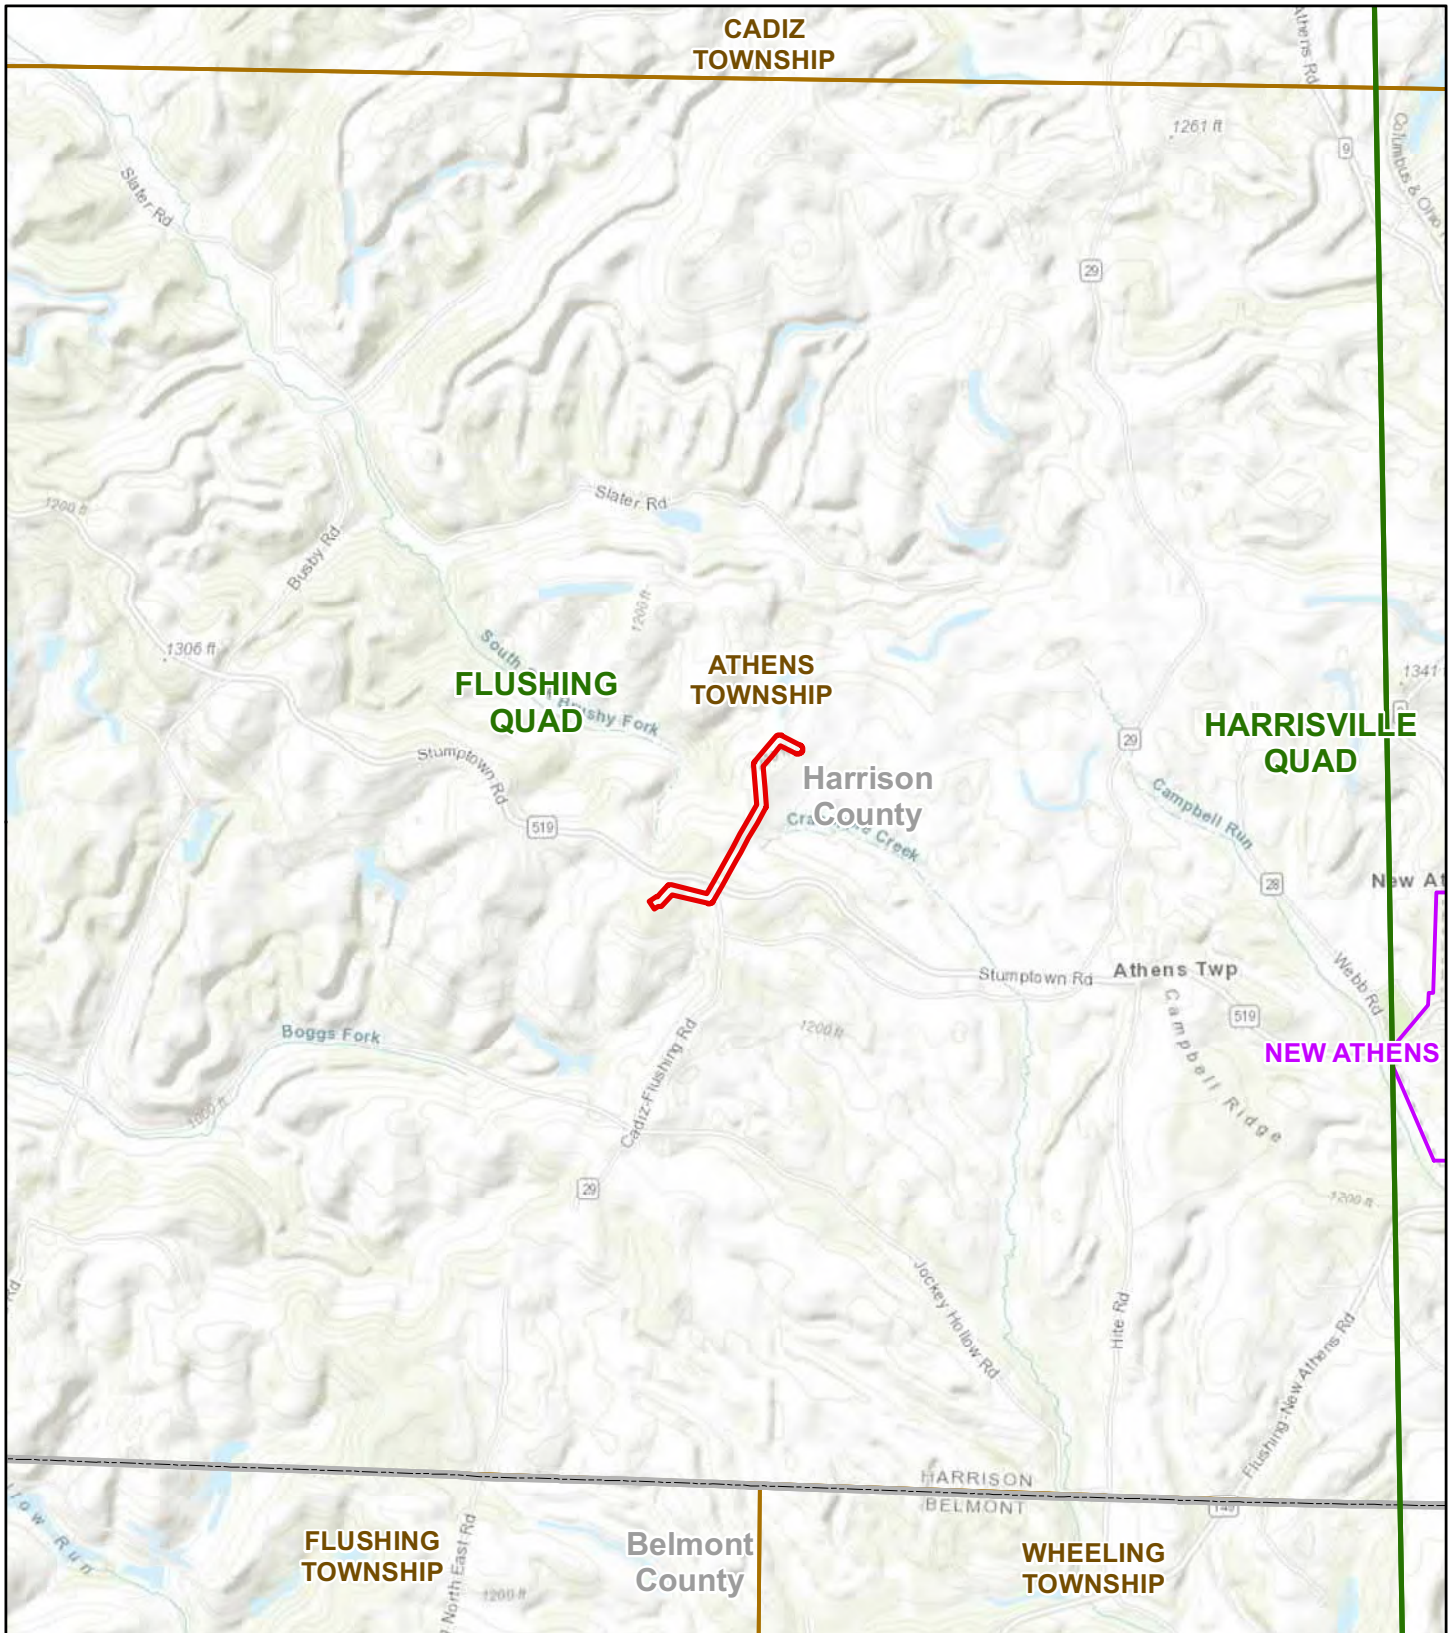 CADIZ
TOWNSHIP
Athens Rd
1261 ft
9
Columbus & Ohio
Slater Rd
29
1200 ft
Slater Rd
Busby Rd
1200 ft
1306 ft
South
Brushy Fork
FLUSHING
QUAD
ATHENS
TOWNSHIP
1341
HARRISVILLE
QUAD
29
Stumptown Rd
Harrison
County
519
Creek
Campbell Run
28
New At
Webb Rd
Stumptown Rd
Athens Twp
519
Campbell Ridge
NEW ATHENS
1200 ft
Boggs Fork
Cadiz-Flushing Rd
1000 ft
29
1200 ft
Rd
Jockey Hollow Rd
Hite Rd
Flushing-New Athens Rd
HARRISON
BELMONT
149
Run
FLUSHING
TOWNSHIP
North East Rd
Belmont
County
WHEELING
TOWNSHIP
1200 ft